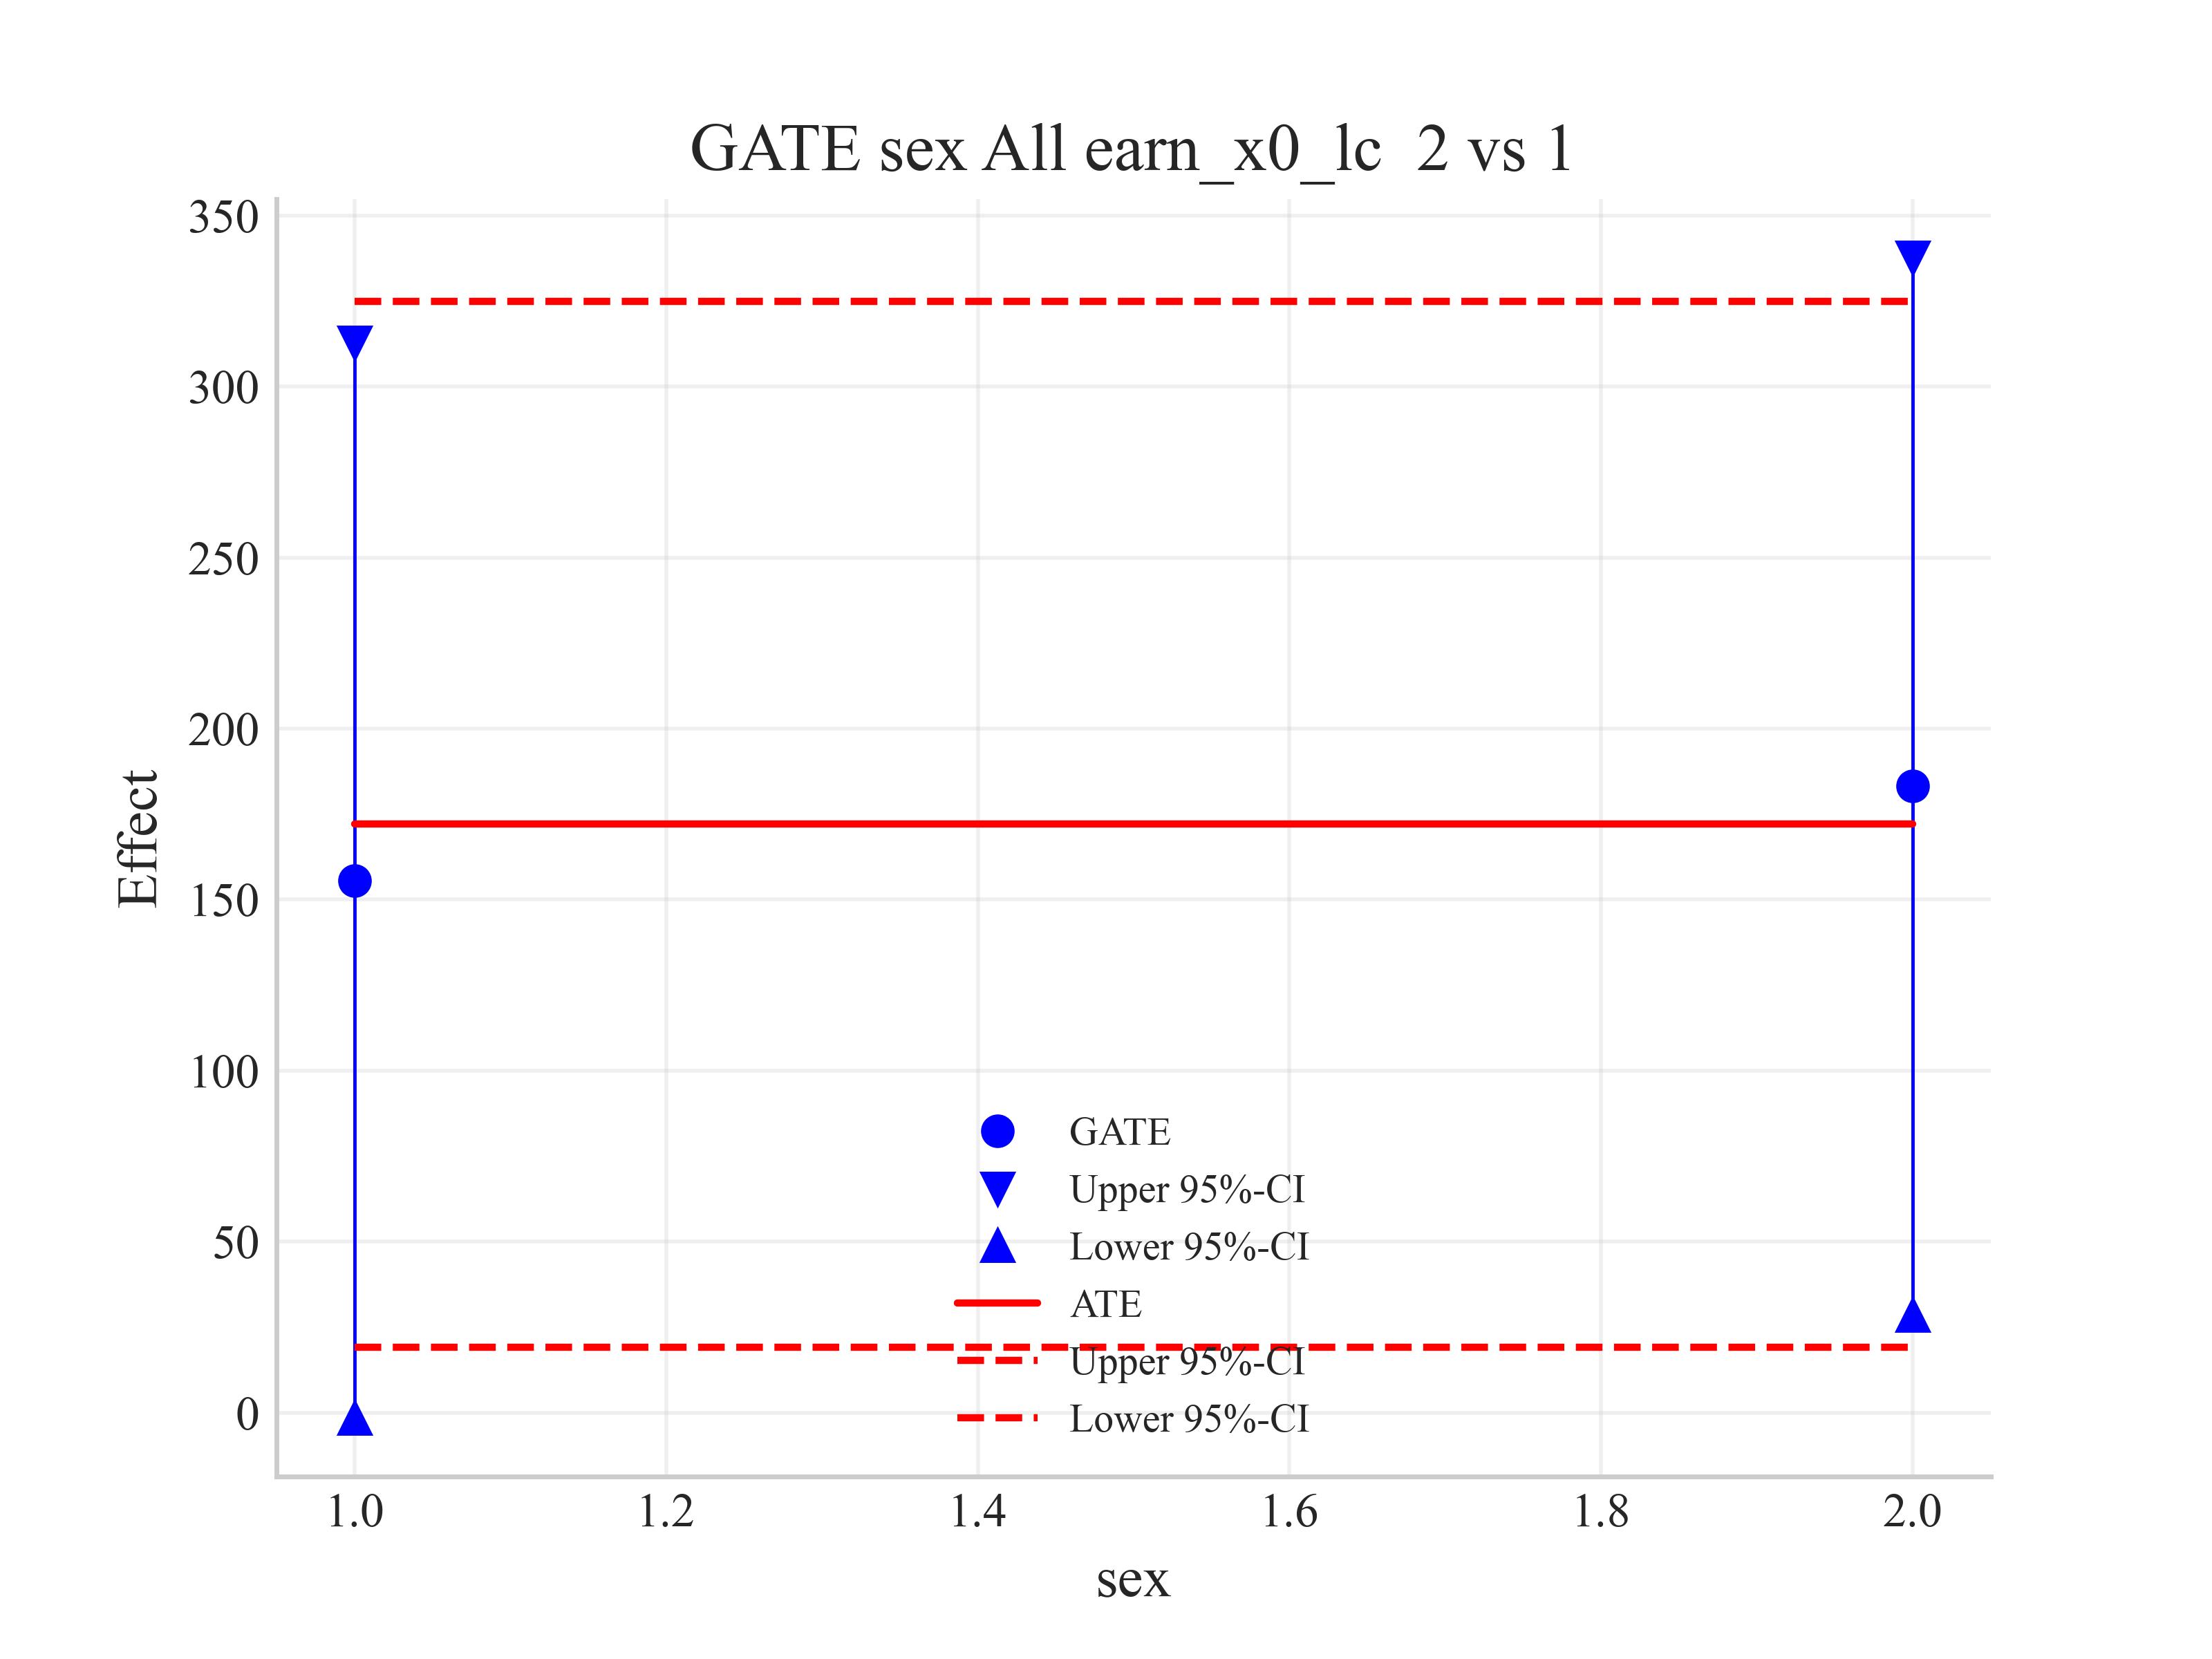 GATE sex All earn_x0_lc 2 vs 1
350
300
250
200
150
100
50
0
Effect
GATE
Upper 95%-CI
Lower 95%-CI
ATE
Upper 95%-CI
Lower 95%-CI
1.0 1.2 1.4 1.6 1.8 2.0
sex